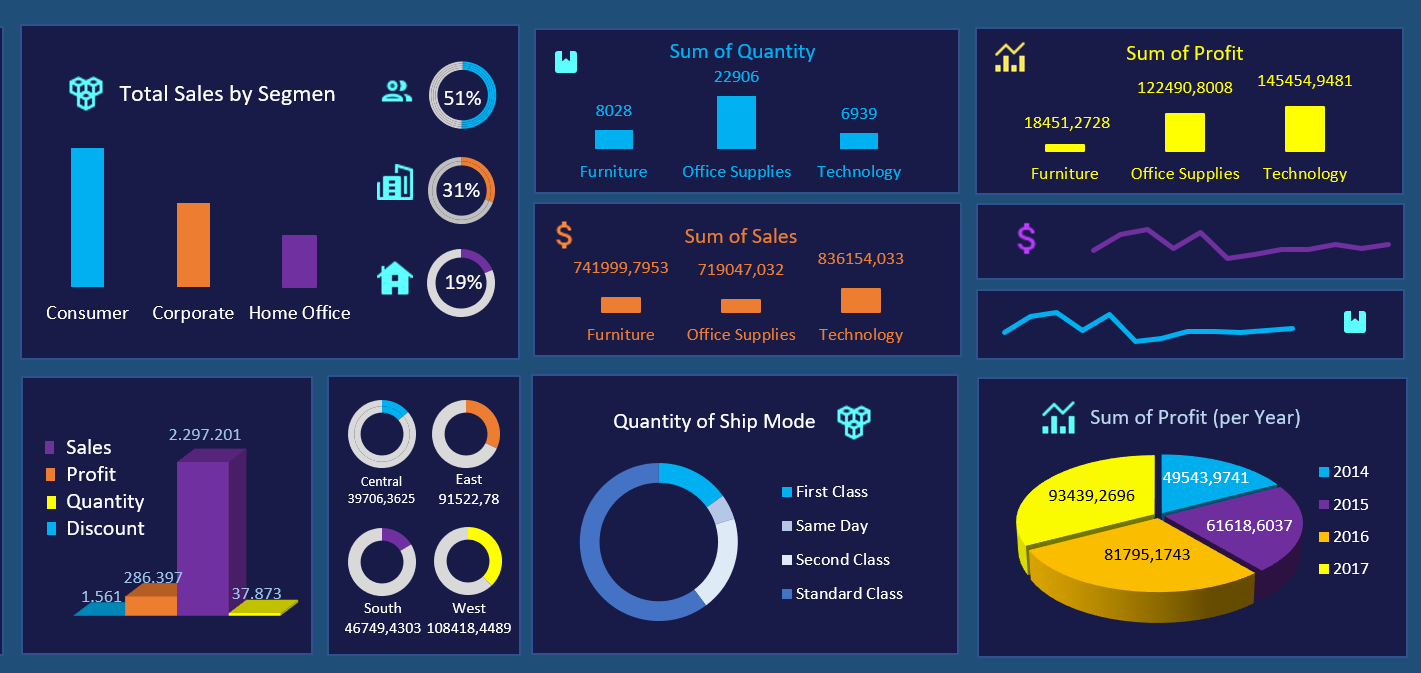 Total Sales by Segmen
51%
31%
19%
Consumer Corporate Home Office
Sum of Quantity
8028 22906 6939
Furniture Office Supplies Technology
Sum of Profit
18451,2728 122490,8008 145454,9481
Furniture Office Supplies Technology
Sum of Sales
741999,7953 719047,032 836154,033
Furniture Office Supplies Technology
Sales
Profit
Quantity
Discount
2.297.201
286.397
1.561
37.873
Central
39706,3625
East
91522,78
South
46749,4303
West
108418,4489
Quantity of Ship Mode
First Class
Same Day
Second Class
Standard Class
Sum of Profit (per Year)
49543,9741
61618,6037
81795,1743
93439,2696
2014
2015
2016
2017